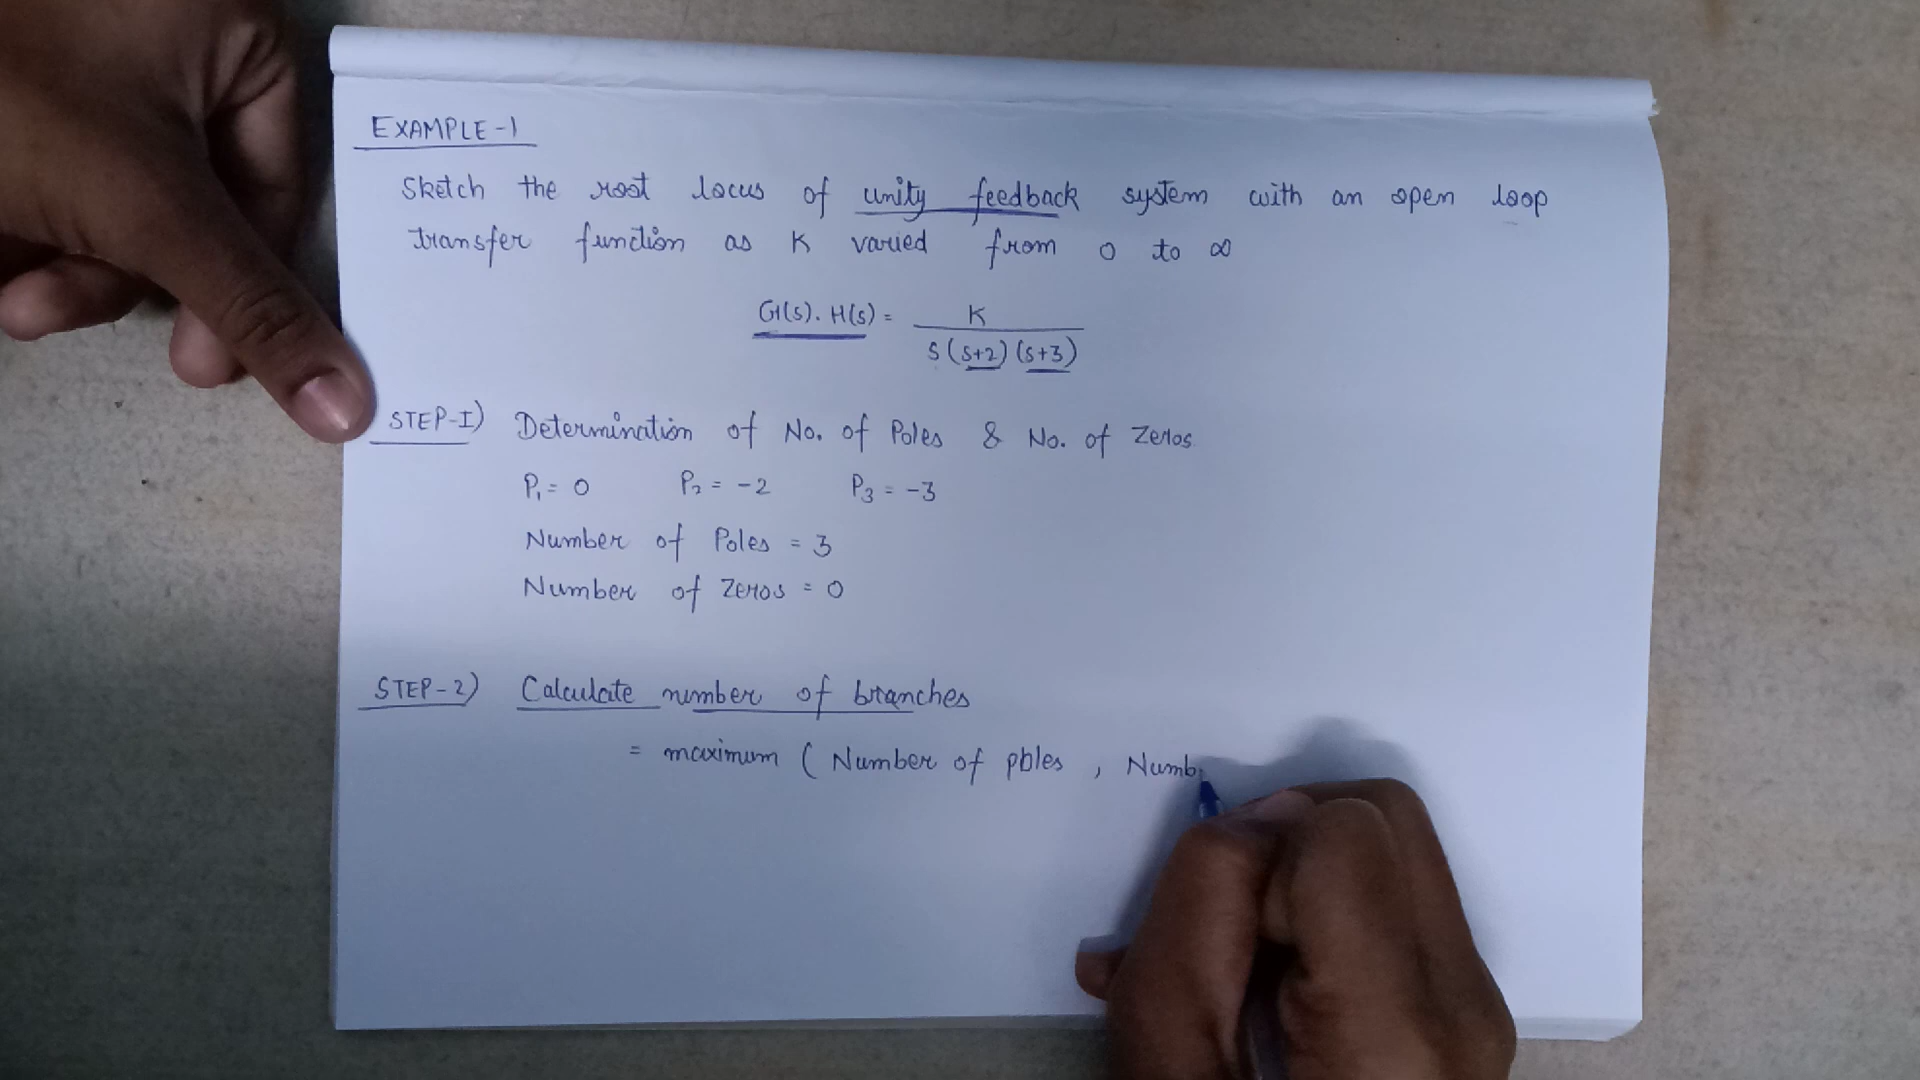 EXAMPLE-1
Sketch the root locus of unity feedback system with an open loop
transfer function as K varied from 0 to ∞
G(s). H(s) = K
s(s+2)(s+3)
STEP-I) Determination of No. of Poles & No. of Zeros
P₁ = 0 P₂ = -2 P₃ = -3
Number of Poles = 3
Number of Zeros = 0
STEP-2) Calculate number of branches
= maximum ( Number of poles , Numb